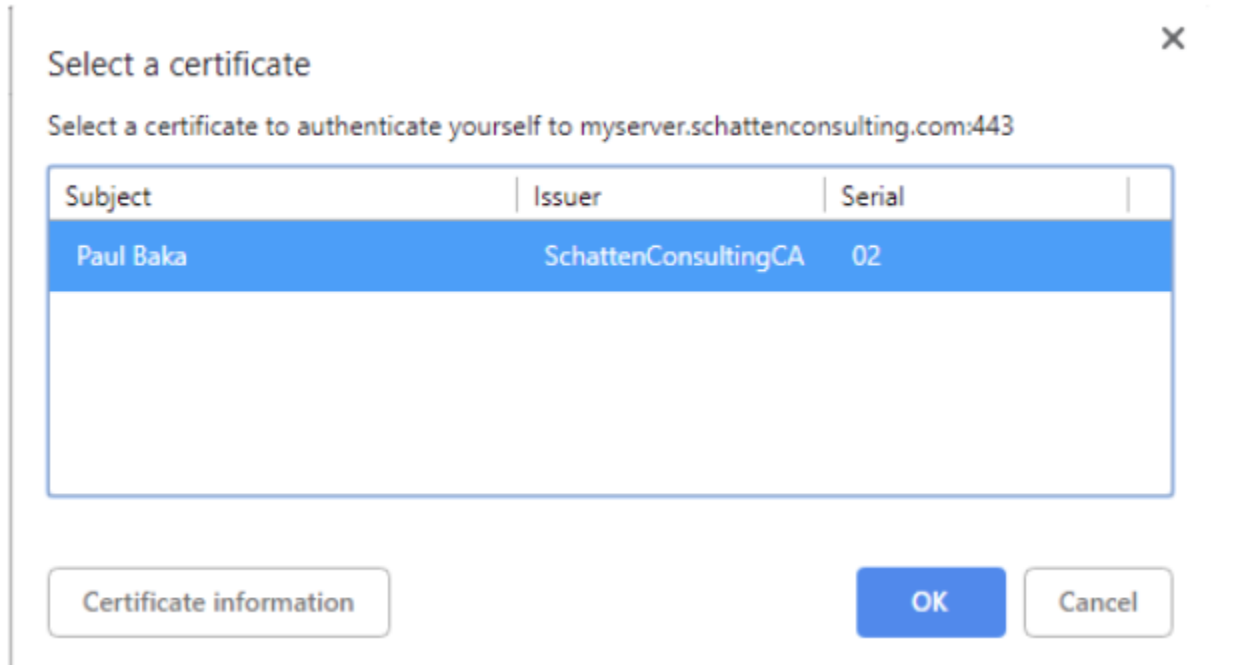 Select a certificate
Select a certificate to authenticate yourself to myserver.schattenconsulting.com:443
Subject Issuer Serial
Paul Baka SchattenConsultingCA 02
Certificate information OK Cancel